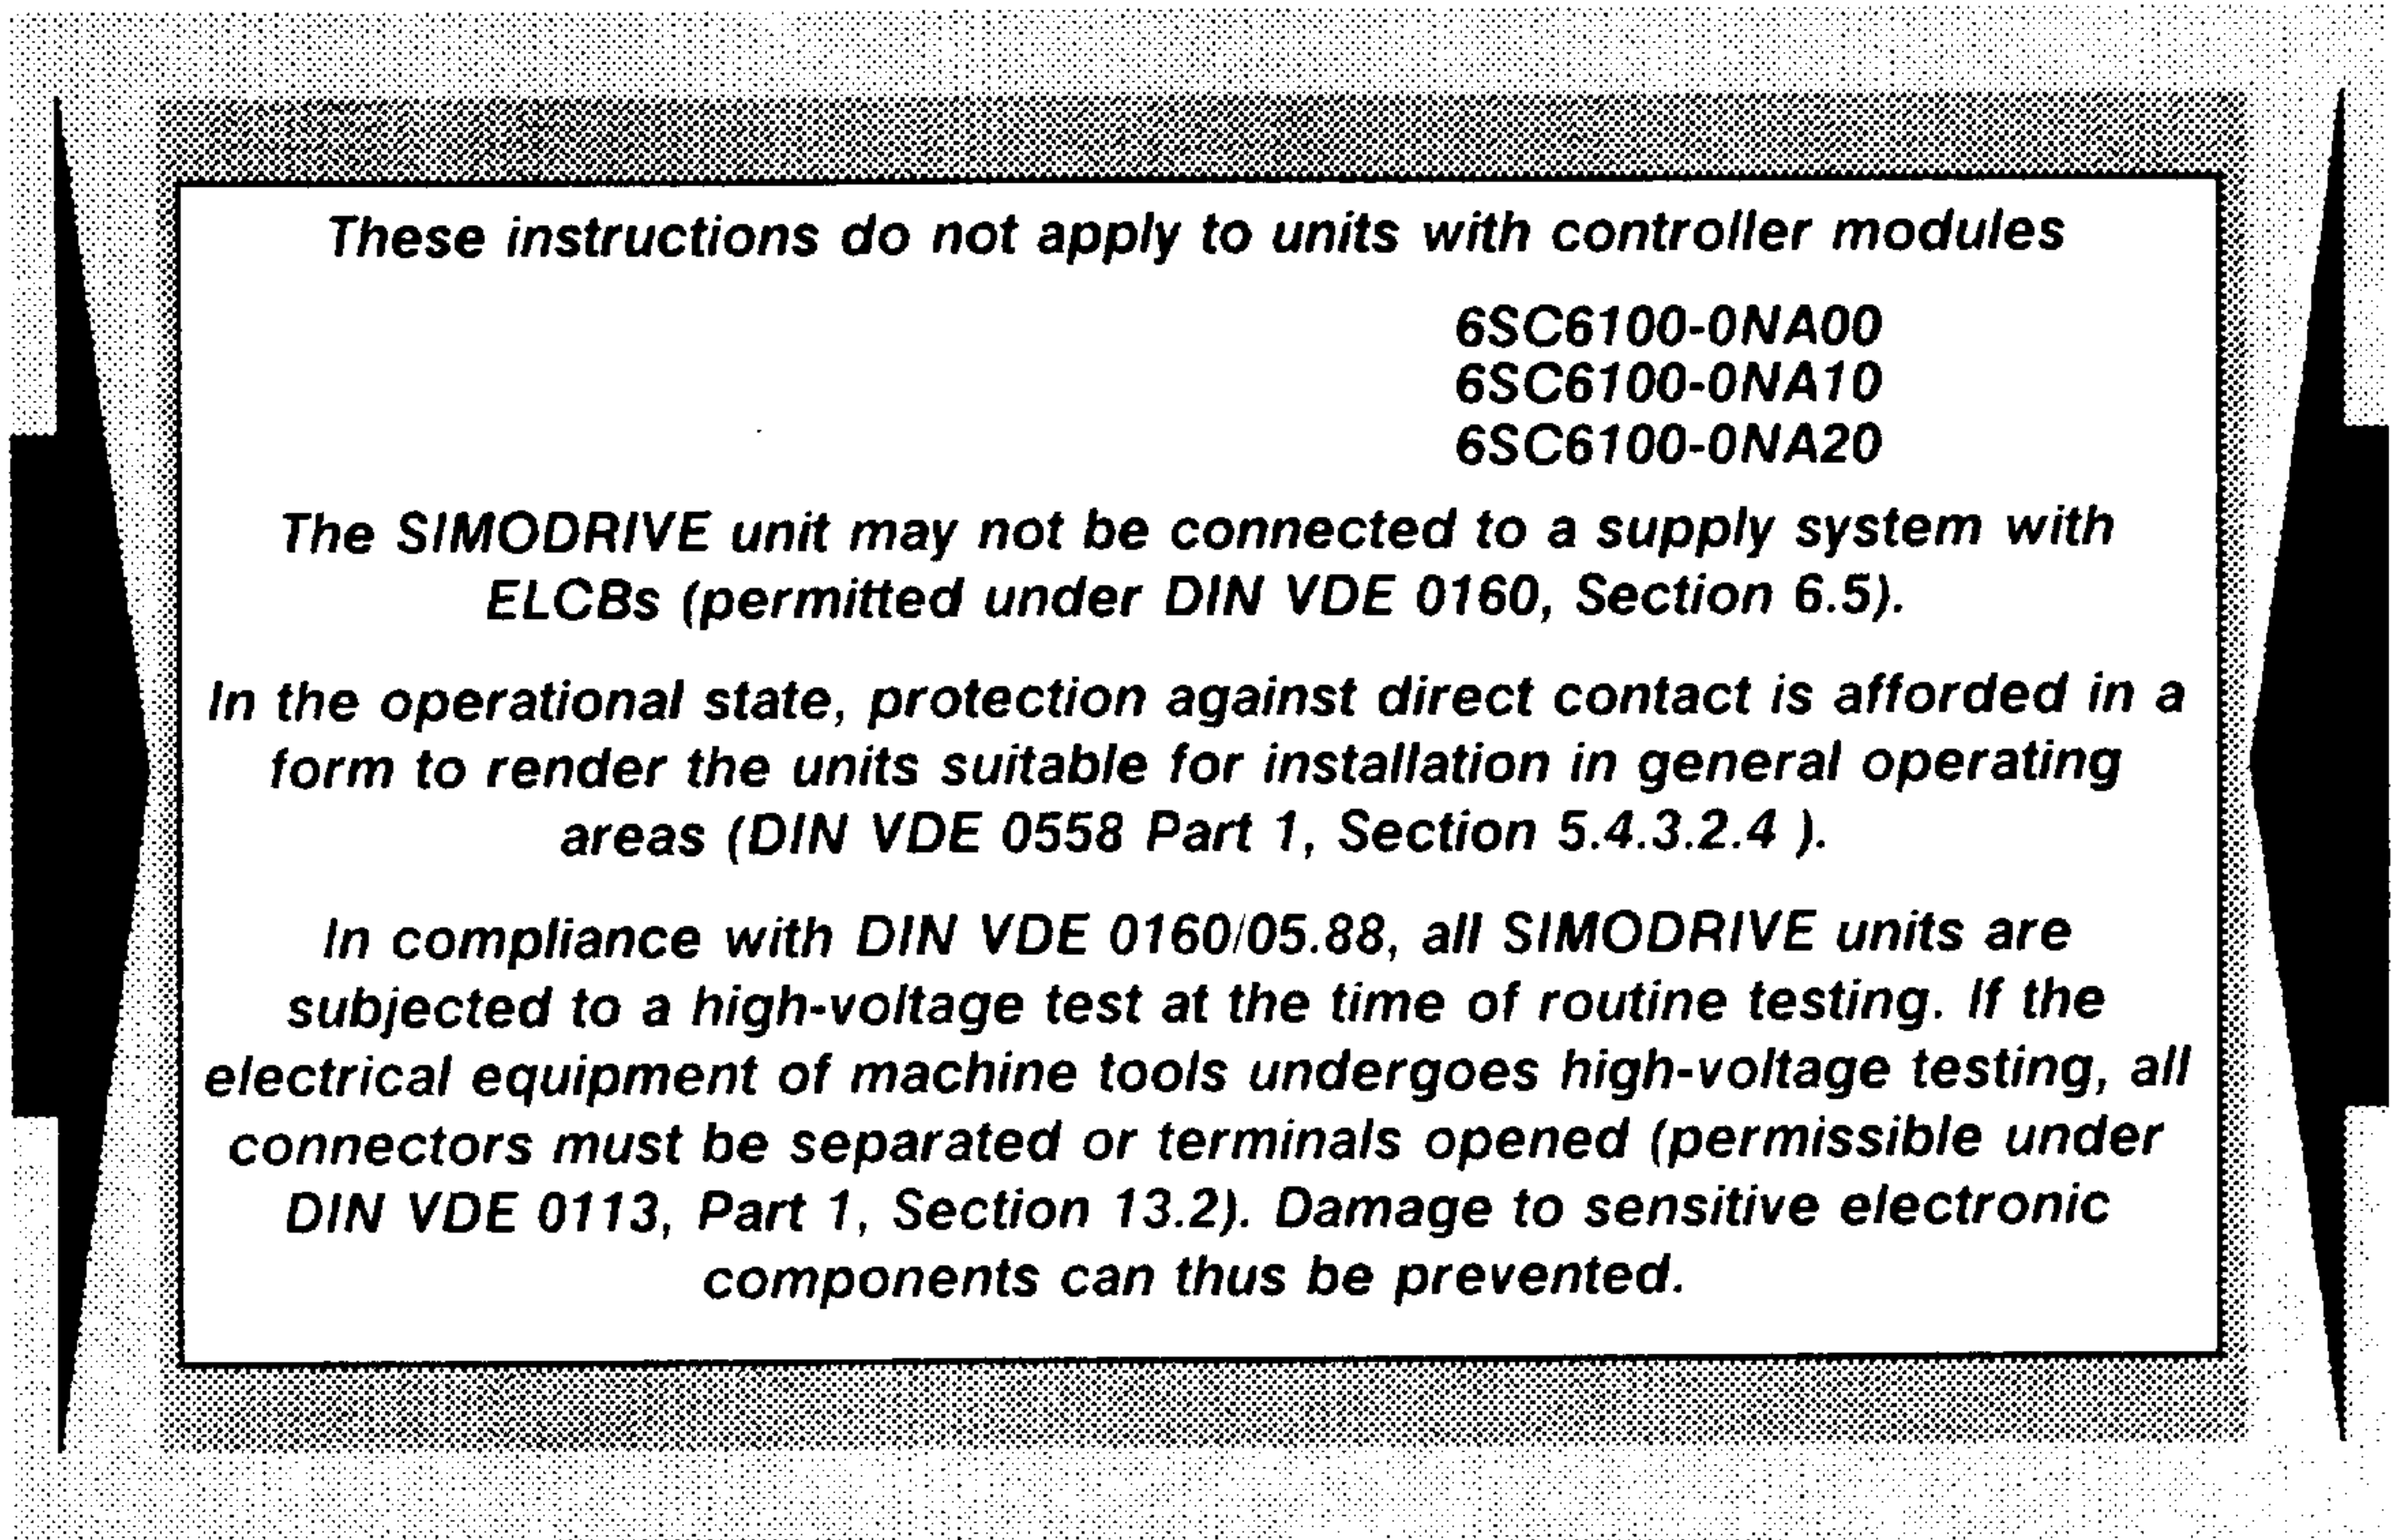 These instructions do not apply to units with controller modules
6SC6100-0NA00
6SC6100-0NA10
6SC6100-0NA20
The SIMODRIVE unit may not be connected to a supply system with
ELCBs (permitted under DIN VDE 0160, Section 6.5).
In the operational state, protection against direct contact is afforded in a
form to render the units suitable for installation in general operating
areas (DIN VDE 0558 Part 1, Section 5.4.3.2.4 ).
In compliance with DIN VDE 0160/05.88, all SIMODRIVE units are
subjected to a high-voltage test at the time of routine testing. If the
electrical equipment of machine tools undergoes high-voltage testing, all
connectors must be separated or terminals opened (permissible under
DIN VDE 0113, Part 1, Section 13.2). Damage to sensitive electronic
components can thus be prevented.